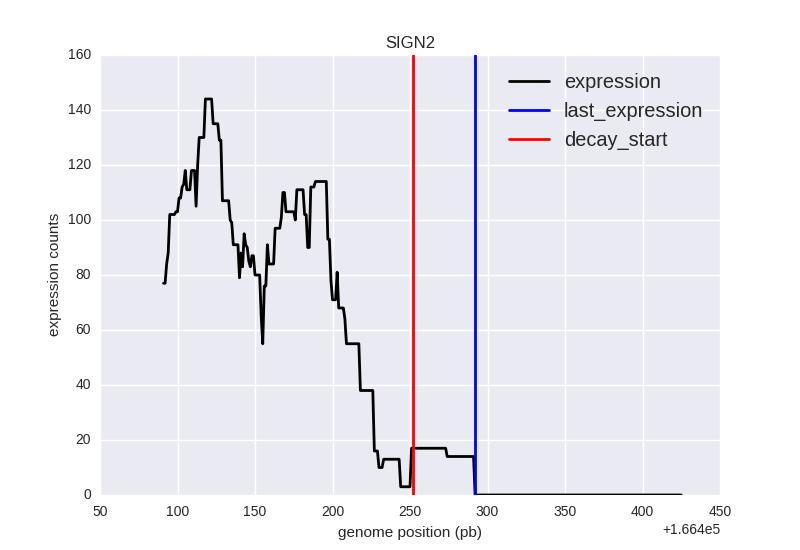 SIGN2
160
140
120
100
80
60
40
20
0
expression counts
expression
last_expression
decay_start
50 100 150 200 250 300 350 400 450
+1.664e5
genome position (pb)